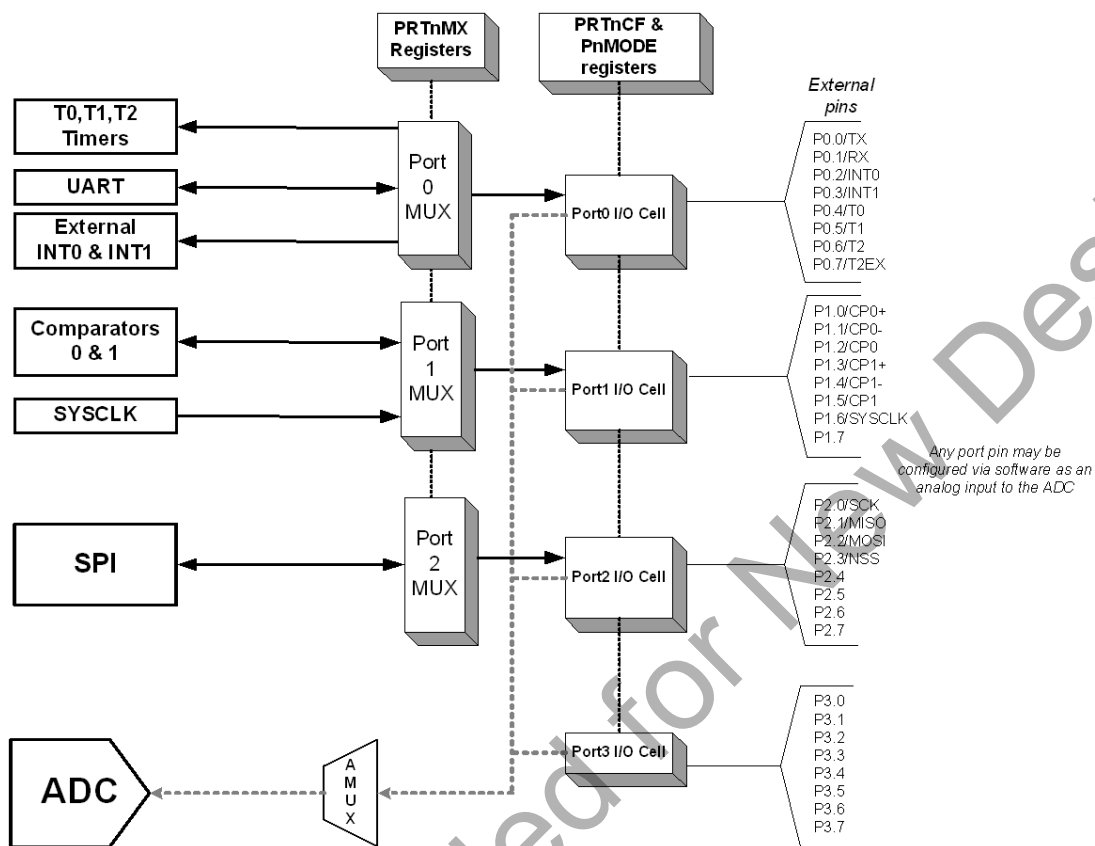 PRTnMX
Registers
PRTnCF &
PnMODE
registers
External
pins
T0,T1,T2
Timers
UART
External
INT0 & INT1
Port
0
MUX
Port0 I/O Cell
P0.0/TX
P0.1/RX
P0.2/INT0
P0.3/INT1
P0.4/T0
P0.5/T1
P0.6/T2
P0.7/T2EX
Comparators
0 & 1
SYSCLK
Port
1
MUX
Port1 I/O Cell
P1.0/CP0+
P1.1/CP0-
P1.2/CP0
P1.3/CP1+
P1.4/CP1-
P1.5/CP1
P1.6/SYSCLK
P1.7
Any port pin may be
configured via software as an
analog input to the ADC
SPI
Port
2
MUX
Port2 I/O Cell
P2.0/SCK
P2.1/MISO
P2.2/MOSI
P2.3/NSS
P2.4
P2.5
P2.6
P2.7
ADC
AMUX
Port3 I/O Cell
P3.0
P3.1
P3.2
P3.3
P3.4
P3.5
P3.6
P3.7
for New